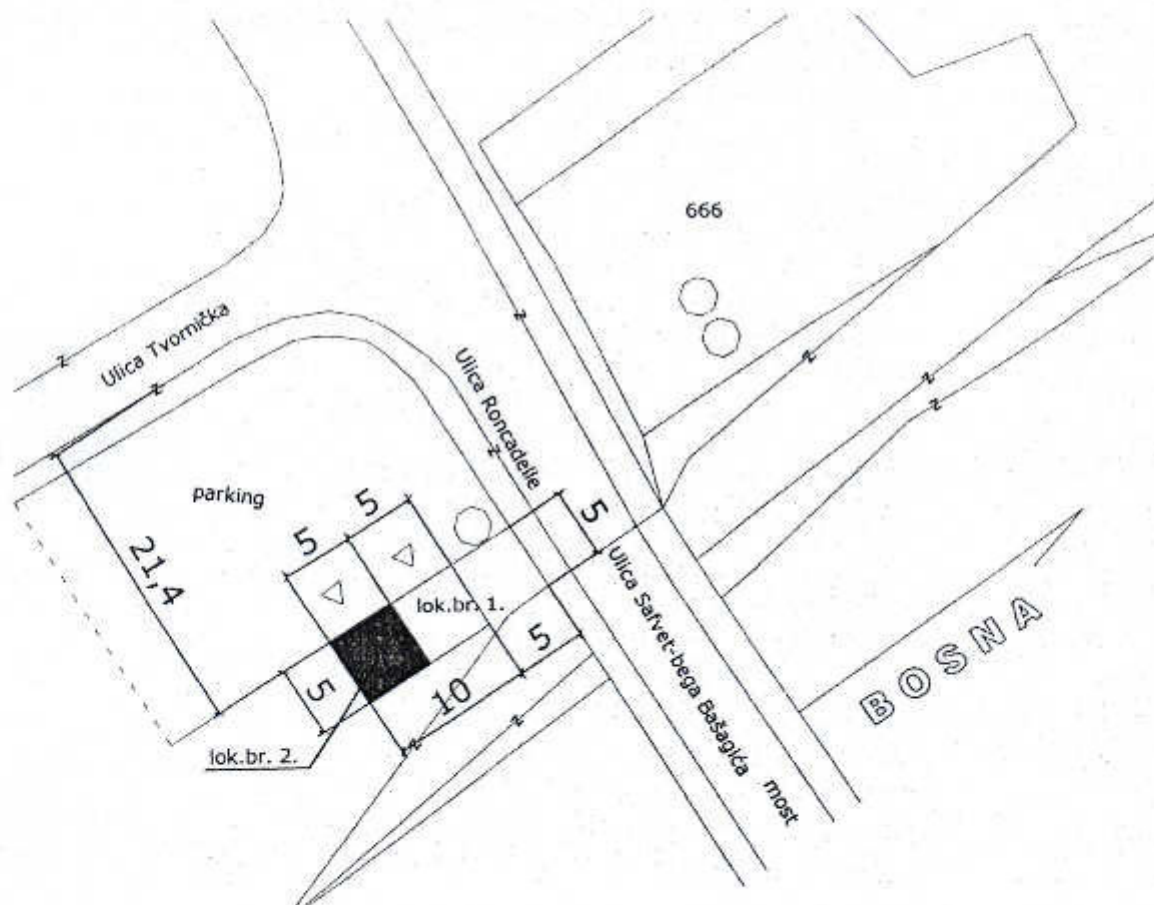 666
Ulica Tvornička
Ulica Roncadelle
parking
5
5
5
21,4
lok.br. 1.
Ulica Safvet-bega Bašagića
most
5
5
10
BOSNA
lok.br. 2.